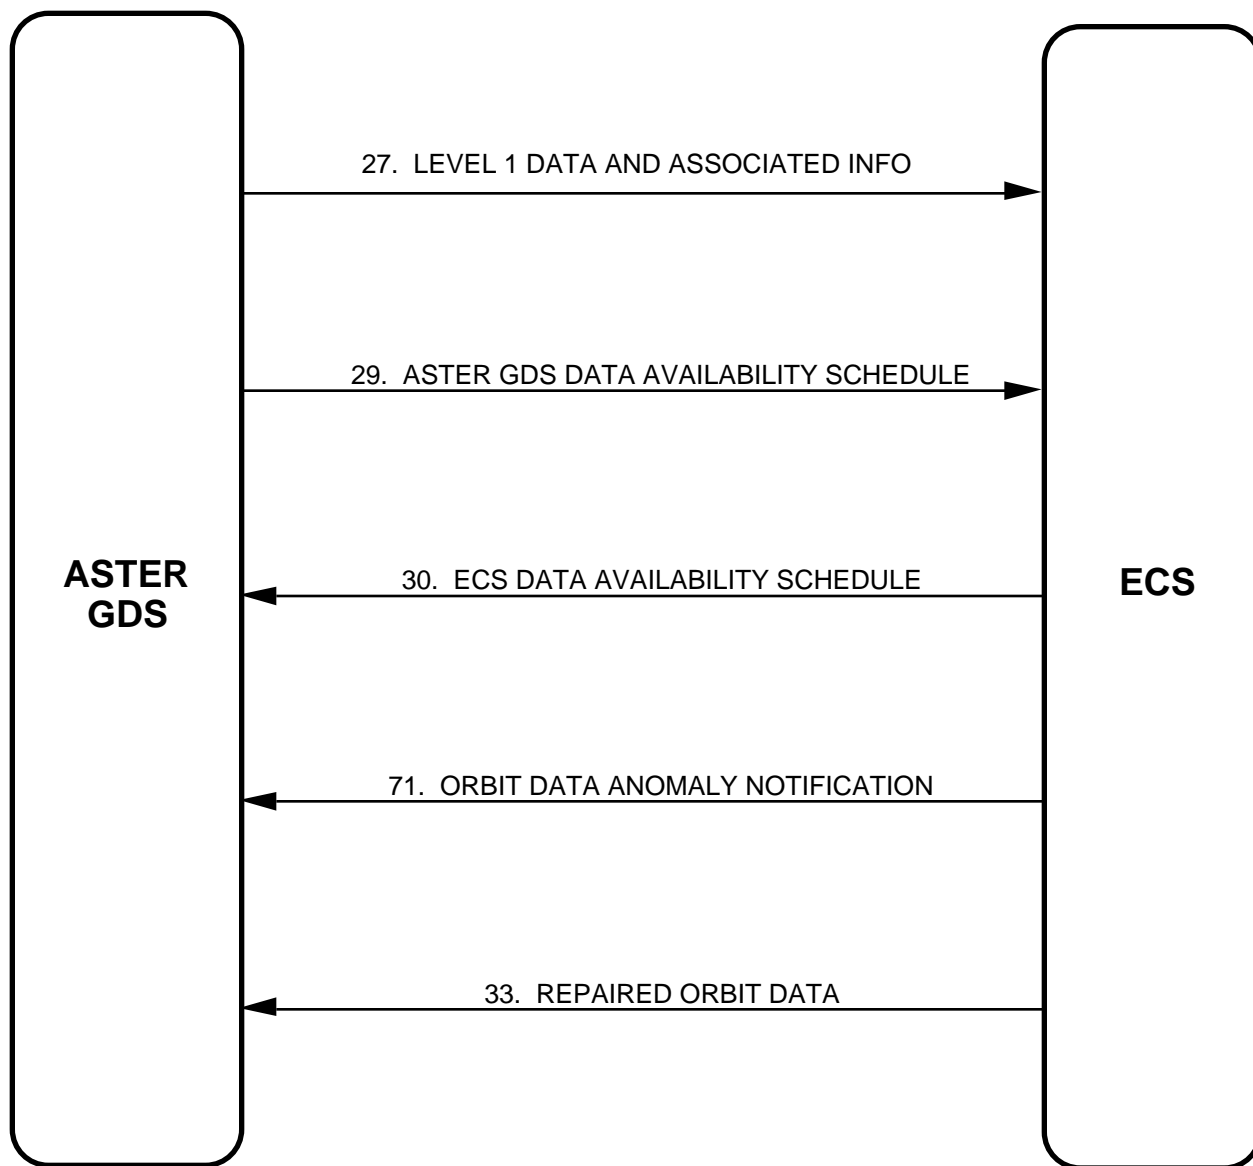 27. LEVEL 1 DATA AND ASSOCIATED INFO
29. ASTER GDS DATA AVAILABILITY SCHEDULE
ASTER
GDS
30. ECS DATA AVAILABILITY SCHEDULE
ECS
71. ORBIT DATA ANOMALY NOTIFICATION
33. REPAIRED ORBIT DATA